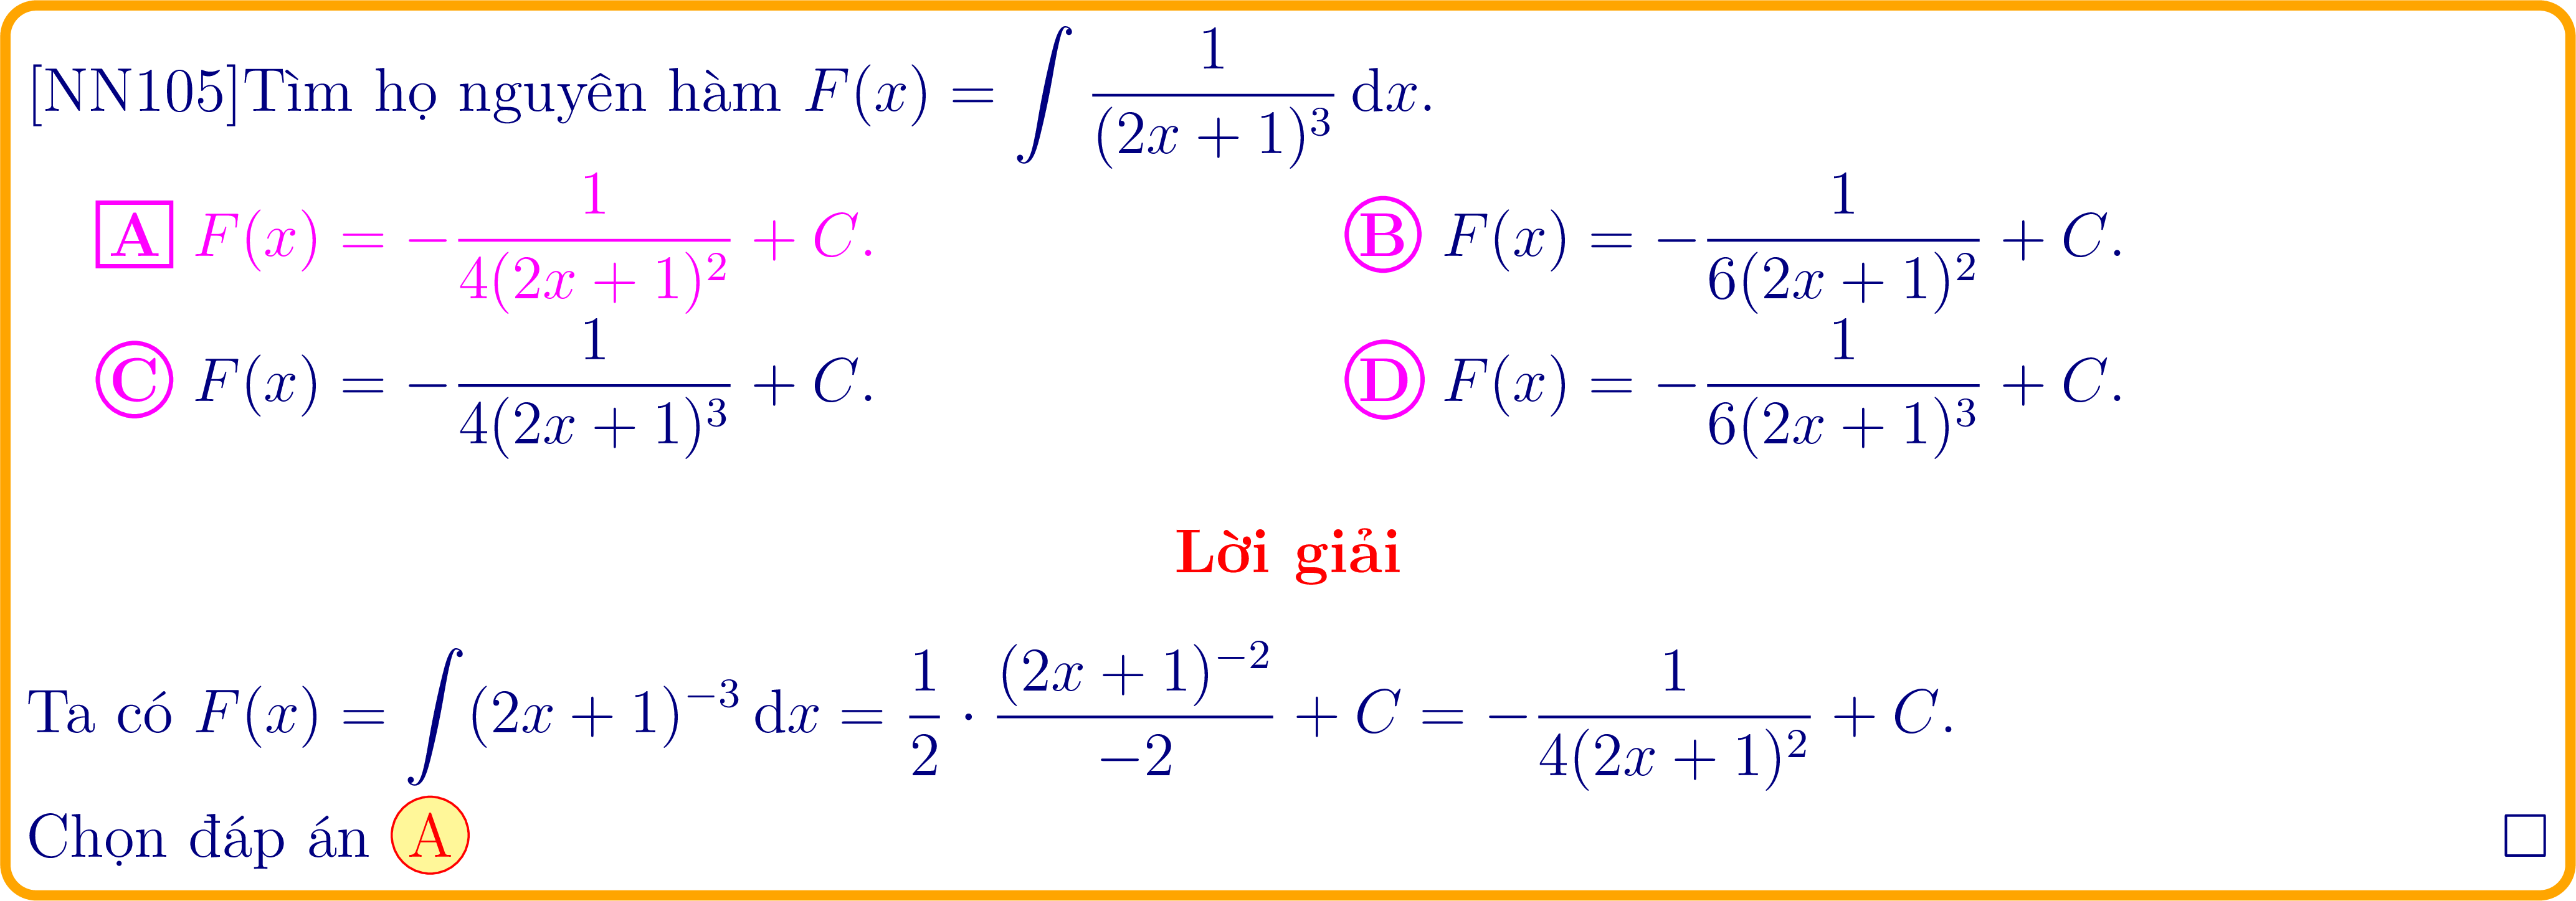 [NN105]Tìm họ nguyên hàm $F(x) = \int \frac{1}{(2x+1)^3} \, \mathrm{d}x$.
A $F(x) = -\frac{1}{4(2x+1)^2} + C$. B $F(x) = -\frac{1}{6(2x+1)^2} + C$.
C $F(x) = -\frac{1}{4(2x+1)^3} + C$. D $F(x) = -\frac{1}{6(2x+1)^3} + C$.
Lời giải
Ta có $F(x) = \int (2x+1)^{-3} \, \mathrm{d}x = \frac{1}{2} \cdot \frac{(2x+1)^{-2}}{-2} + C = -\frac{1}{4(2x+1)^2} + C$.
Chọn đáp án A □